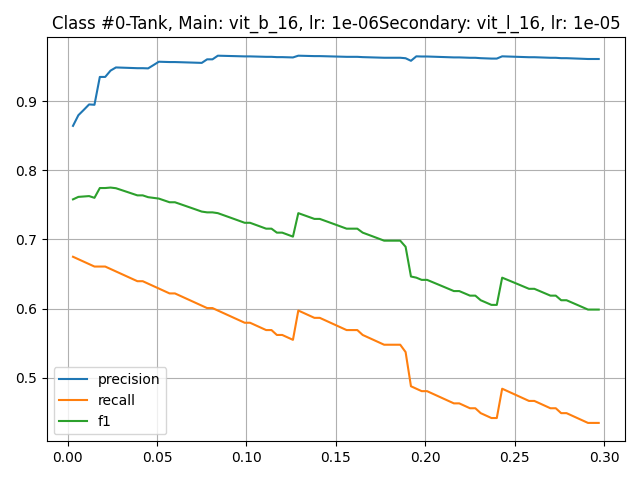 Class #0-Tank, Main: vit_b_16, lr: 1e-06Secondary: vit_l_16, lr: 1e-05
0.9
0.8
0.7
0.6
0.5
precision
recall
f1
0.00 0.05 0.10 0.15 0.20 0.25 0.30